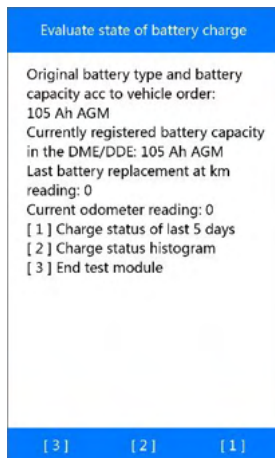 Evaluate state of battery charge
Original battery type and battery
capacity acc to vehicle order:
105 Ah AGM
Currently registered battery capacity
in the DME/DDE: 105 Ah AGM
Last battery replacement at km
reading: 0
Current odometer reading: 0
[ 1 ] Charge status of last 5 days
[ 2 ] Charge status histogram
[ 3 ] End test module
[ 3 ] [ 2 ] [ 1 ]